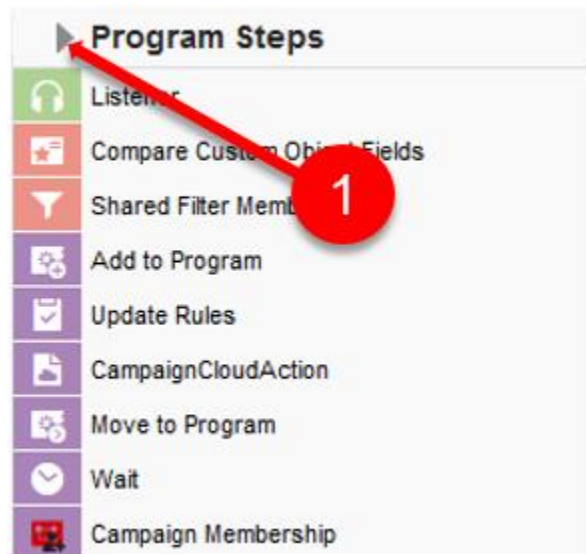 Program Steps
Listener
Compare Custom Object Fields
Shared Filter Memb
1
Add to Program
Update Rules
CampaignCloudAction
Move to Program
Wait
Campaign Membership